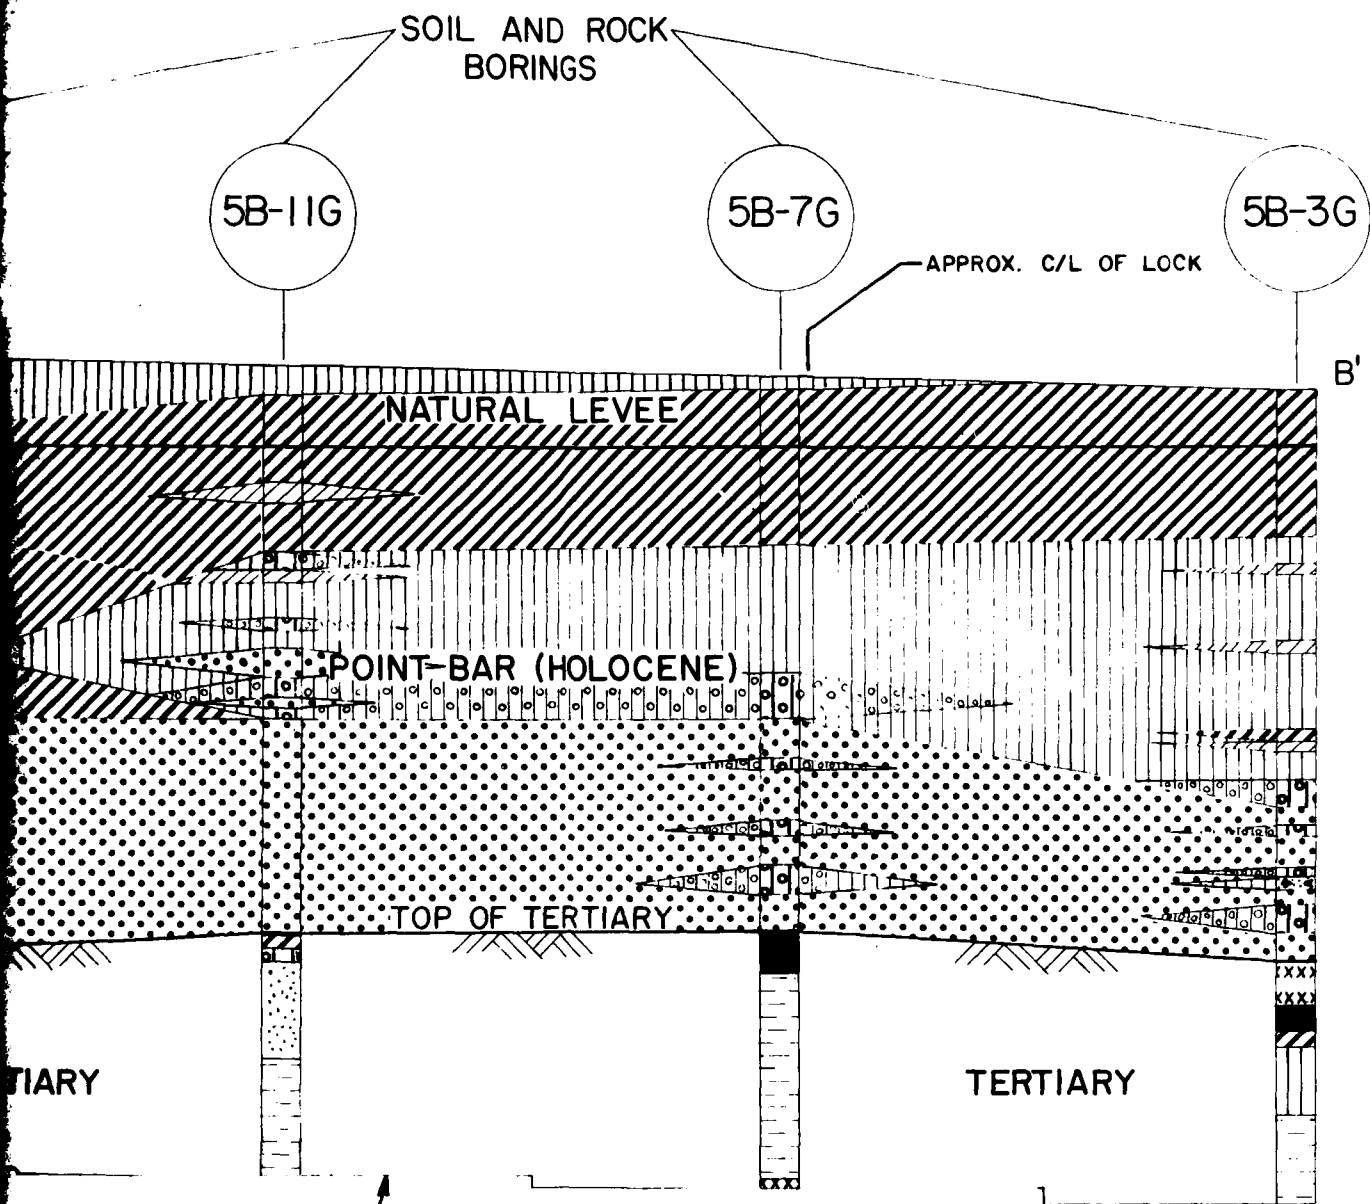 SOIL AND ROCK
BORINGS
5B-11G
5B-7G
5B-3G
APPROX. C/L OF LOCK
B'
NATURAL LEVEE
POINT-BAR (HOLOCENE)
TOP OF TERTIARY
TIARY
TERTIARY